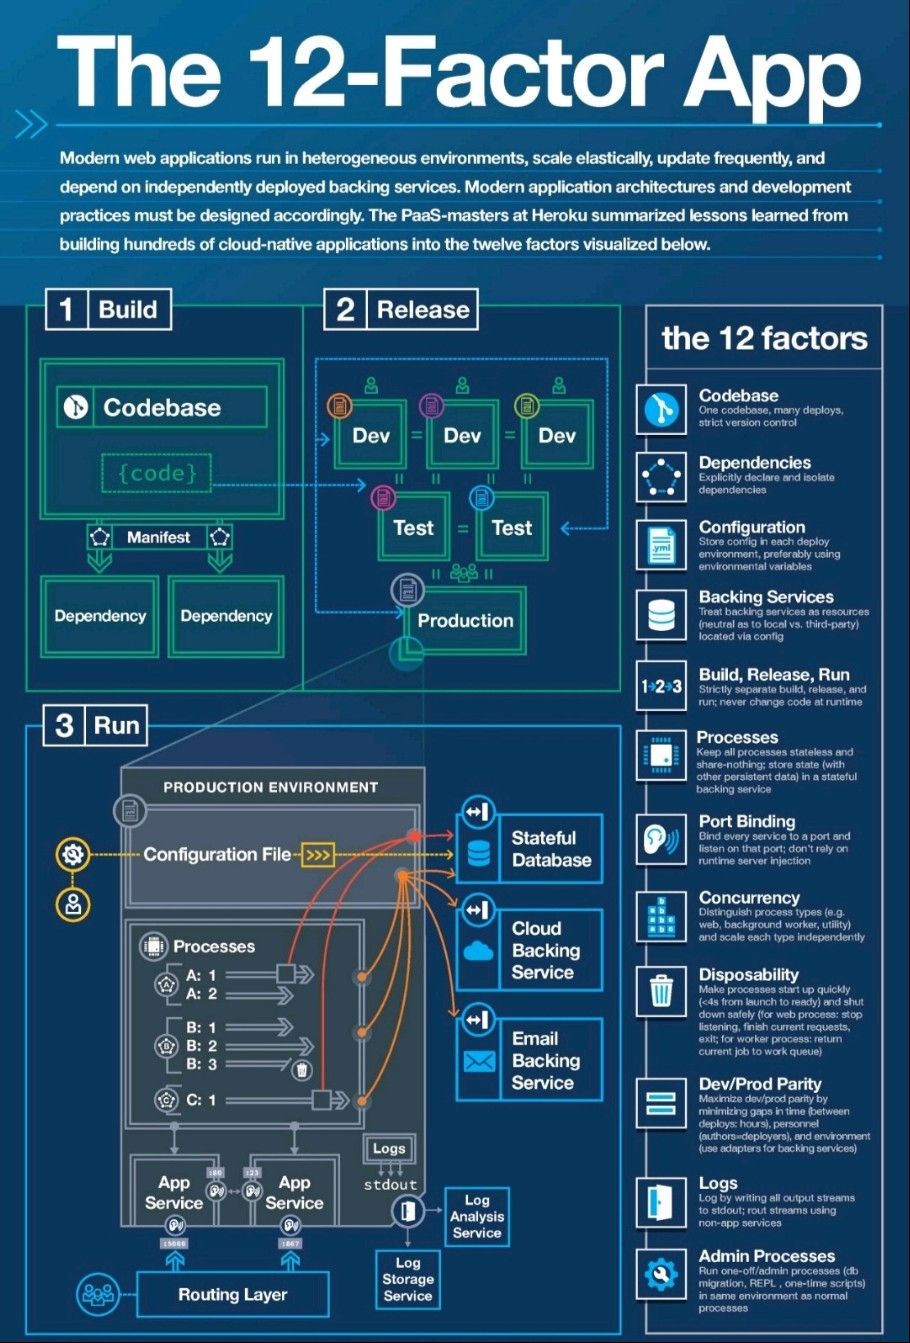 The 12-Factor App
Modern web applications run in heterogeneous environments, scale elastically, update frequently, and
depend on independently deployed backing services. Modern application architectures and development
practices must be designed accordingly. The PaaS-masters at Heroku summarized lessons learned from
building hundreds of cloud-native applications into the twelve factors visualized below.
1 Build
Codebase
{code}
Manifest
Dependency
Dependency
2 Release
Dev
=
Dev
=
Dev
Test
=
Test
Production
3 Run
PRODUCTION ENVIRONMENT
Configuration File
>>>
Processes
A
A: 1
A: 2
B
B: 1
B: 2
B: 3
C
C: 1
Stateful
Database
Cloud
Backing
Service
Email
Backing
Service
App
Service
App
Service
:5000
:867
Logs
stdout
Log
Analysis
Service
Log
Storage
Service
Routing Layer
the 12 factors
Codebase
One codebase, many deploys,
strict version control
Dependencies
Explicitly declare and isolate
dependencies
.yml
Configuration
Store config in each deploy
environment, preferably using
environmental variables
Backing Services
Treat backing services as resources
(neutral as to local vs. third-party)
located via config
1 2 3
Build, Release, Run
Strictly separate build, release, and
run; never change code at runtime
Processes
Keep all processes stateless and
share-nothing; store state (with
other persistent data) in a stateful
backing service
Port Binding
Bind every service to a port and
listen on that port; don't rely on
runtime server injection
Concurrency
Distinguish process types (e.g.
web, background worker, utility)
and scale each type independently
Disposability
Make processes start up quickly
(<4s from launch to ready) and shut
down safely (for web process: stop
listening, finish current requests,
exit; for worker process: return
current job to work queue)
Dev/Prod Parity
Maximize dev/prod parity by
minimizing gaps in time (between
deploys: hours), personnel
(authors=deployers), and environment
(use adapters for backing services)
Logs
Log by writing all output streams
to stdout; rout streams using
non-app services
Admin Processes
Run one-off/admin processes (db
migration, REPL , one-time scripts)
in same environment as normal
processes